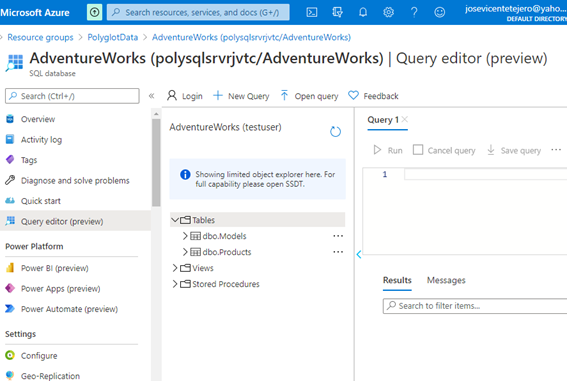 Microsoft Azure
Search resources, services, and docs (G+/)
josevicentetejero@yaho...
DEFAULT DIRECTORY
Resource groups > PolyglotData > AdventureWorks (polysqlsrvrjvtc/AdventureWorks)
AdventureWorks (polysqlsrvrjvtc/AdventureWorks) | Query editor (preview)
SQL database
Search (Ctrl+/)
Login
New Query
Open query
Feedback
Overview
Activity log
Tags
Diagnose and solve problems
Quick start
Query editor (preview)
Power Platform
Power BI (preview)
Power Apps (preview)
Power Automate (preview)
Settings
Configure
Geo-Replication
AdventureWorks (testuser)
Showing limited object explorer here. For
full capability please open SSDT.
Tables
dbo.Models
dbo.Products
Views
Stored Procedures
Query 1
Run
Cancel query
Save query
1
Results
Messages
Search to filter items...